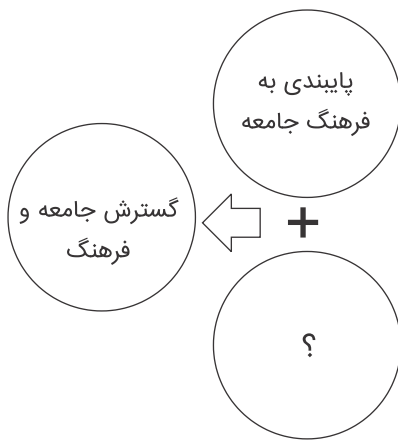 پایبندی به
فرهنگ جامعه
+
گسترش جامعه و
فرهنگ
؟